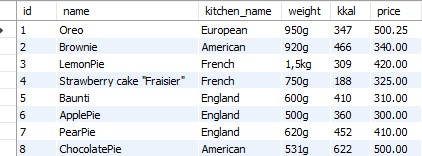 id name kitchen_name weight kkal price
1 Oreo European 950g 347 500.25
2 Brownie American 920g 466 340.00
3 LemonPie French 1,5kg 309 420.00
4 Strawberry cake "Fraisier" French 750g 188 325.00
5 Baunti England 600g 410 310.00
6 ApplePie England 500g 360 300.00
7 PearPie England 620g 452 410.00
8 ChocolatePie American 531g 622 500.00